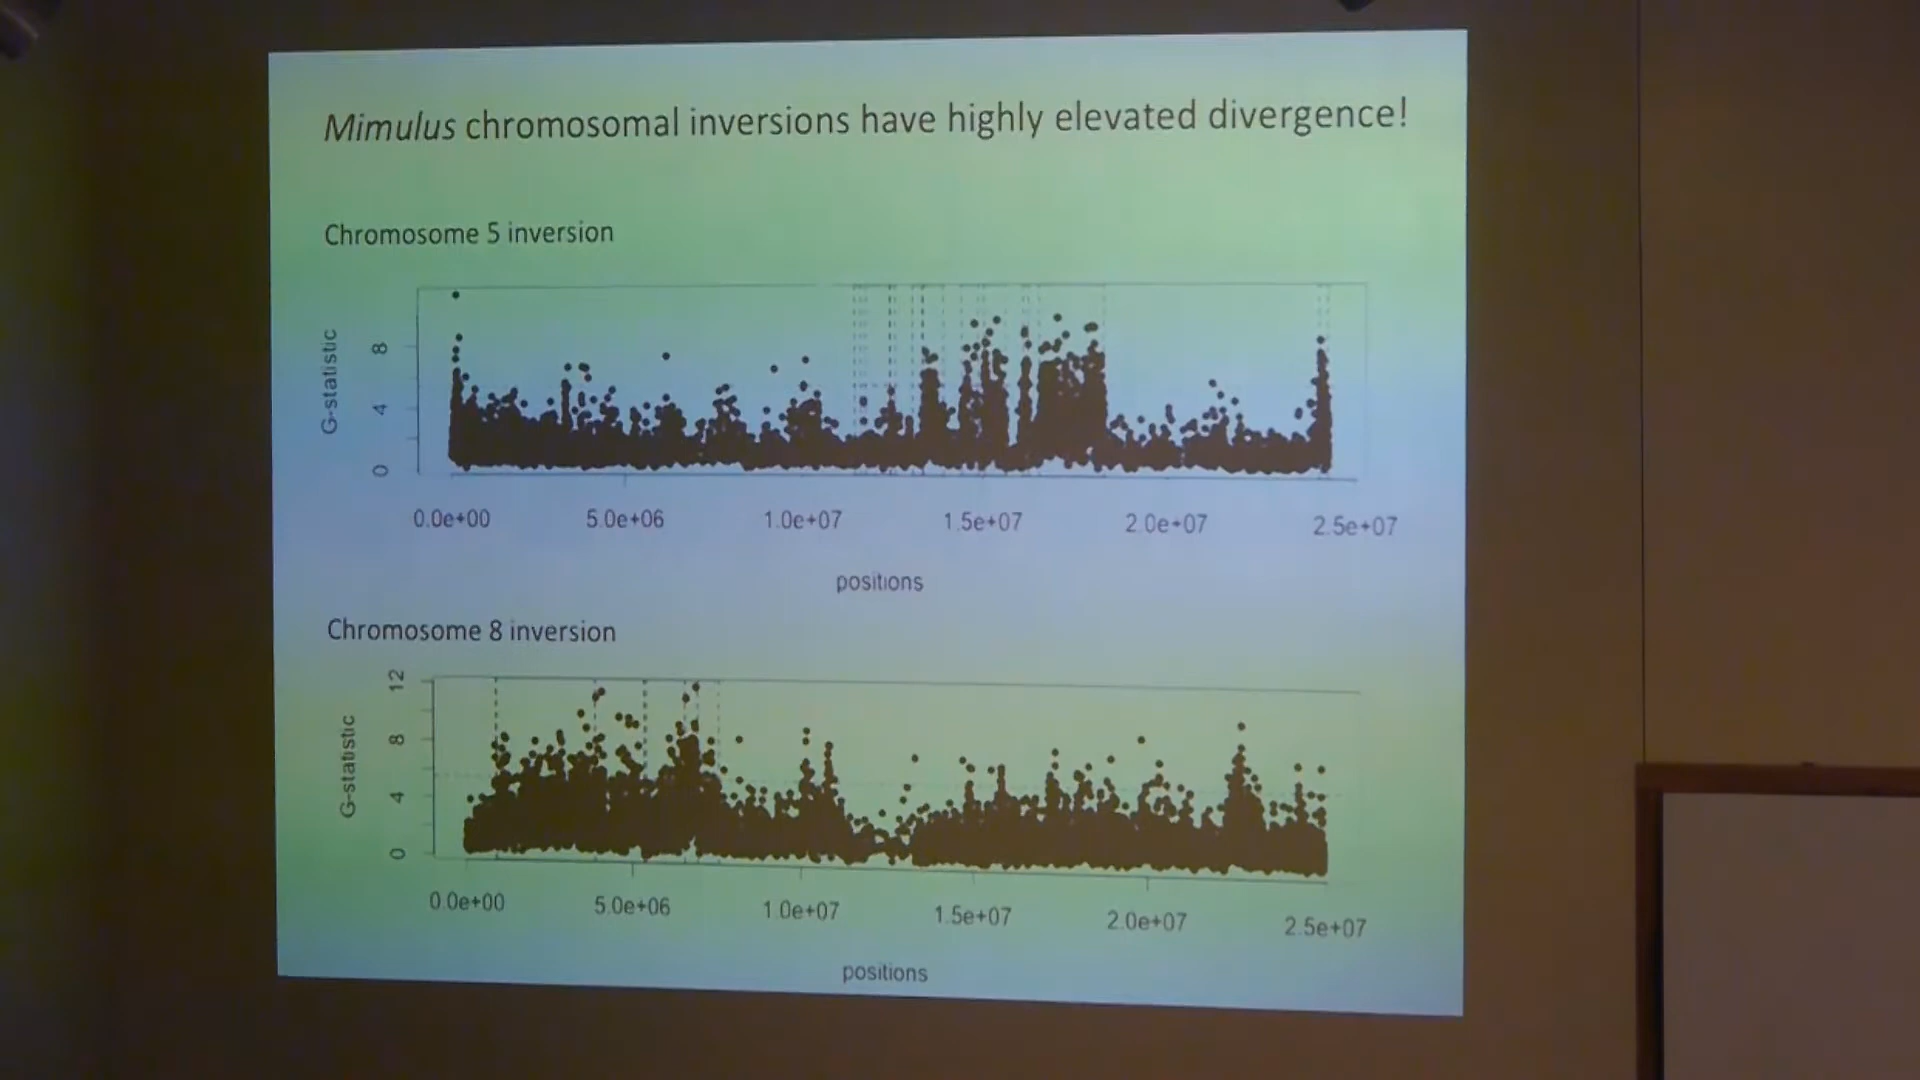 Mimulus chromosomal inversions have highly elevated divergence!
Chromosome 5 inversion
G-statistic
8
4
0
0.0e+00 5.0e+06 1.0e+07 1.5e+07 2.0e+07 2.5e+07
positions
Chromosome 8 inversion
G-statistic
12
8
4
0
0.0e+00 5.0e+06 1.0e+07 1.5e+07 2.0e+07 2.5e+07
positions